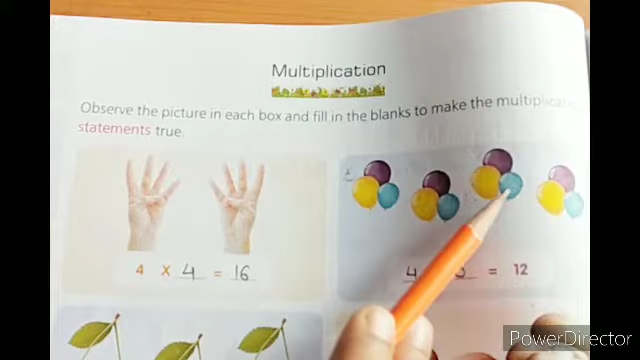 Multiplication
Observe the picture in each box and fill in the blanks to make the
statements true.
4 x 4 = 16
4 = 12
PowerDirector